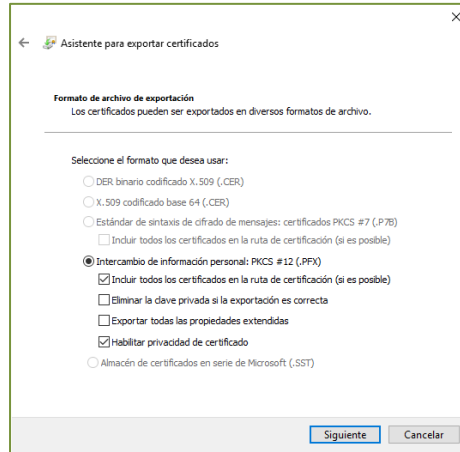 Asistente para exportar certificados
Formato de archivo de exportación
Los certificados pueden ser exportados en diversos formatos de archivo.
Seleccione el formato que desea usar:
DER binario codificado X.509 (.CER)
X.509 codificado base 64 (.CER)
Estándar de sintaxis de cifrado de mensajes: certificados PKCS #7 (.P7B)
Incluir todos los certificados en la ruta de certificación (si es posible)
Intercambio de información personal: PKCS #12 (.PFX)
Incluir todos los certificados en la ruta de certificación (si es posible)
Eliminar la clave privada si la exportación es correcta
Exportar todas las propiedades extendidas
Habilitar privacidad de certificado
Almacén de certificados en serie de Microsoft (.SST)
Siguiente Cancelar